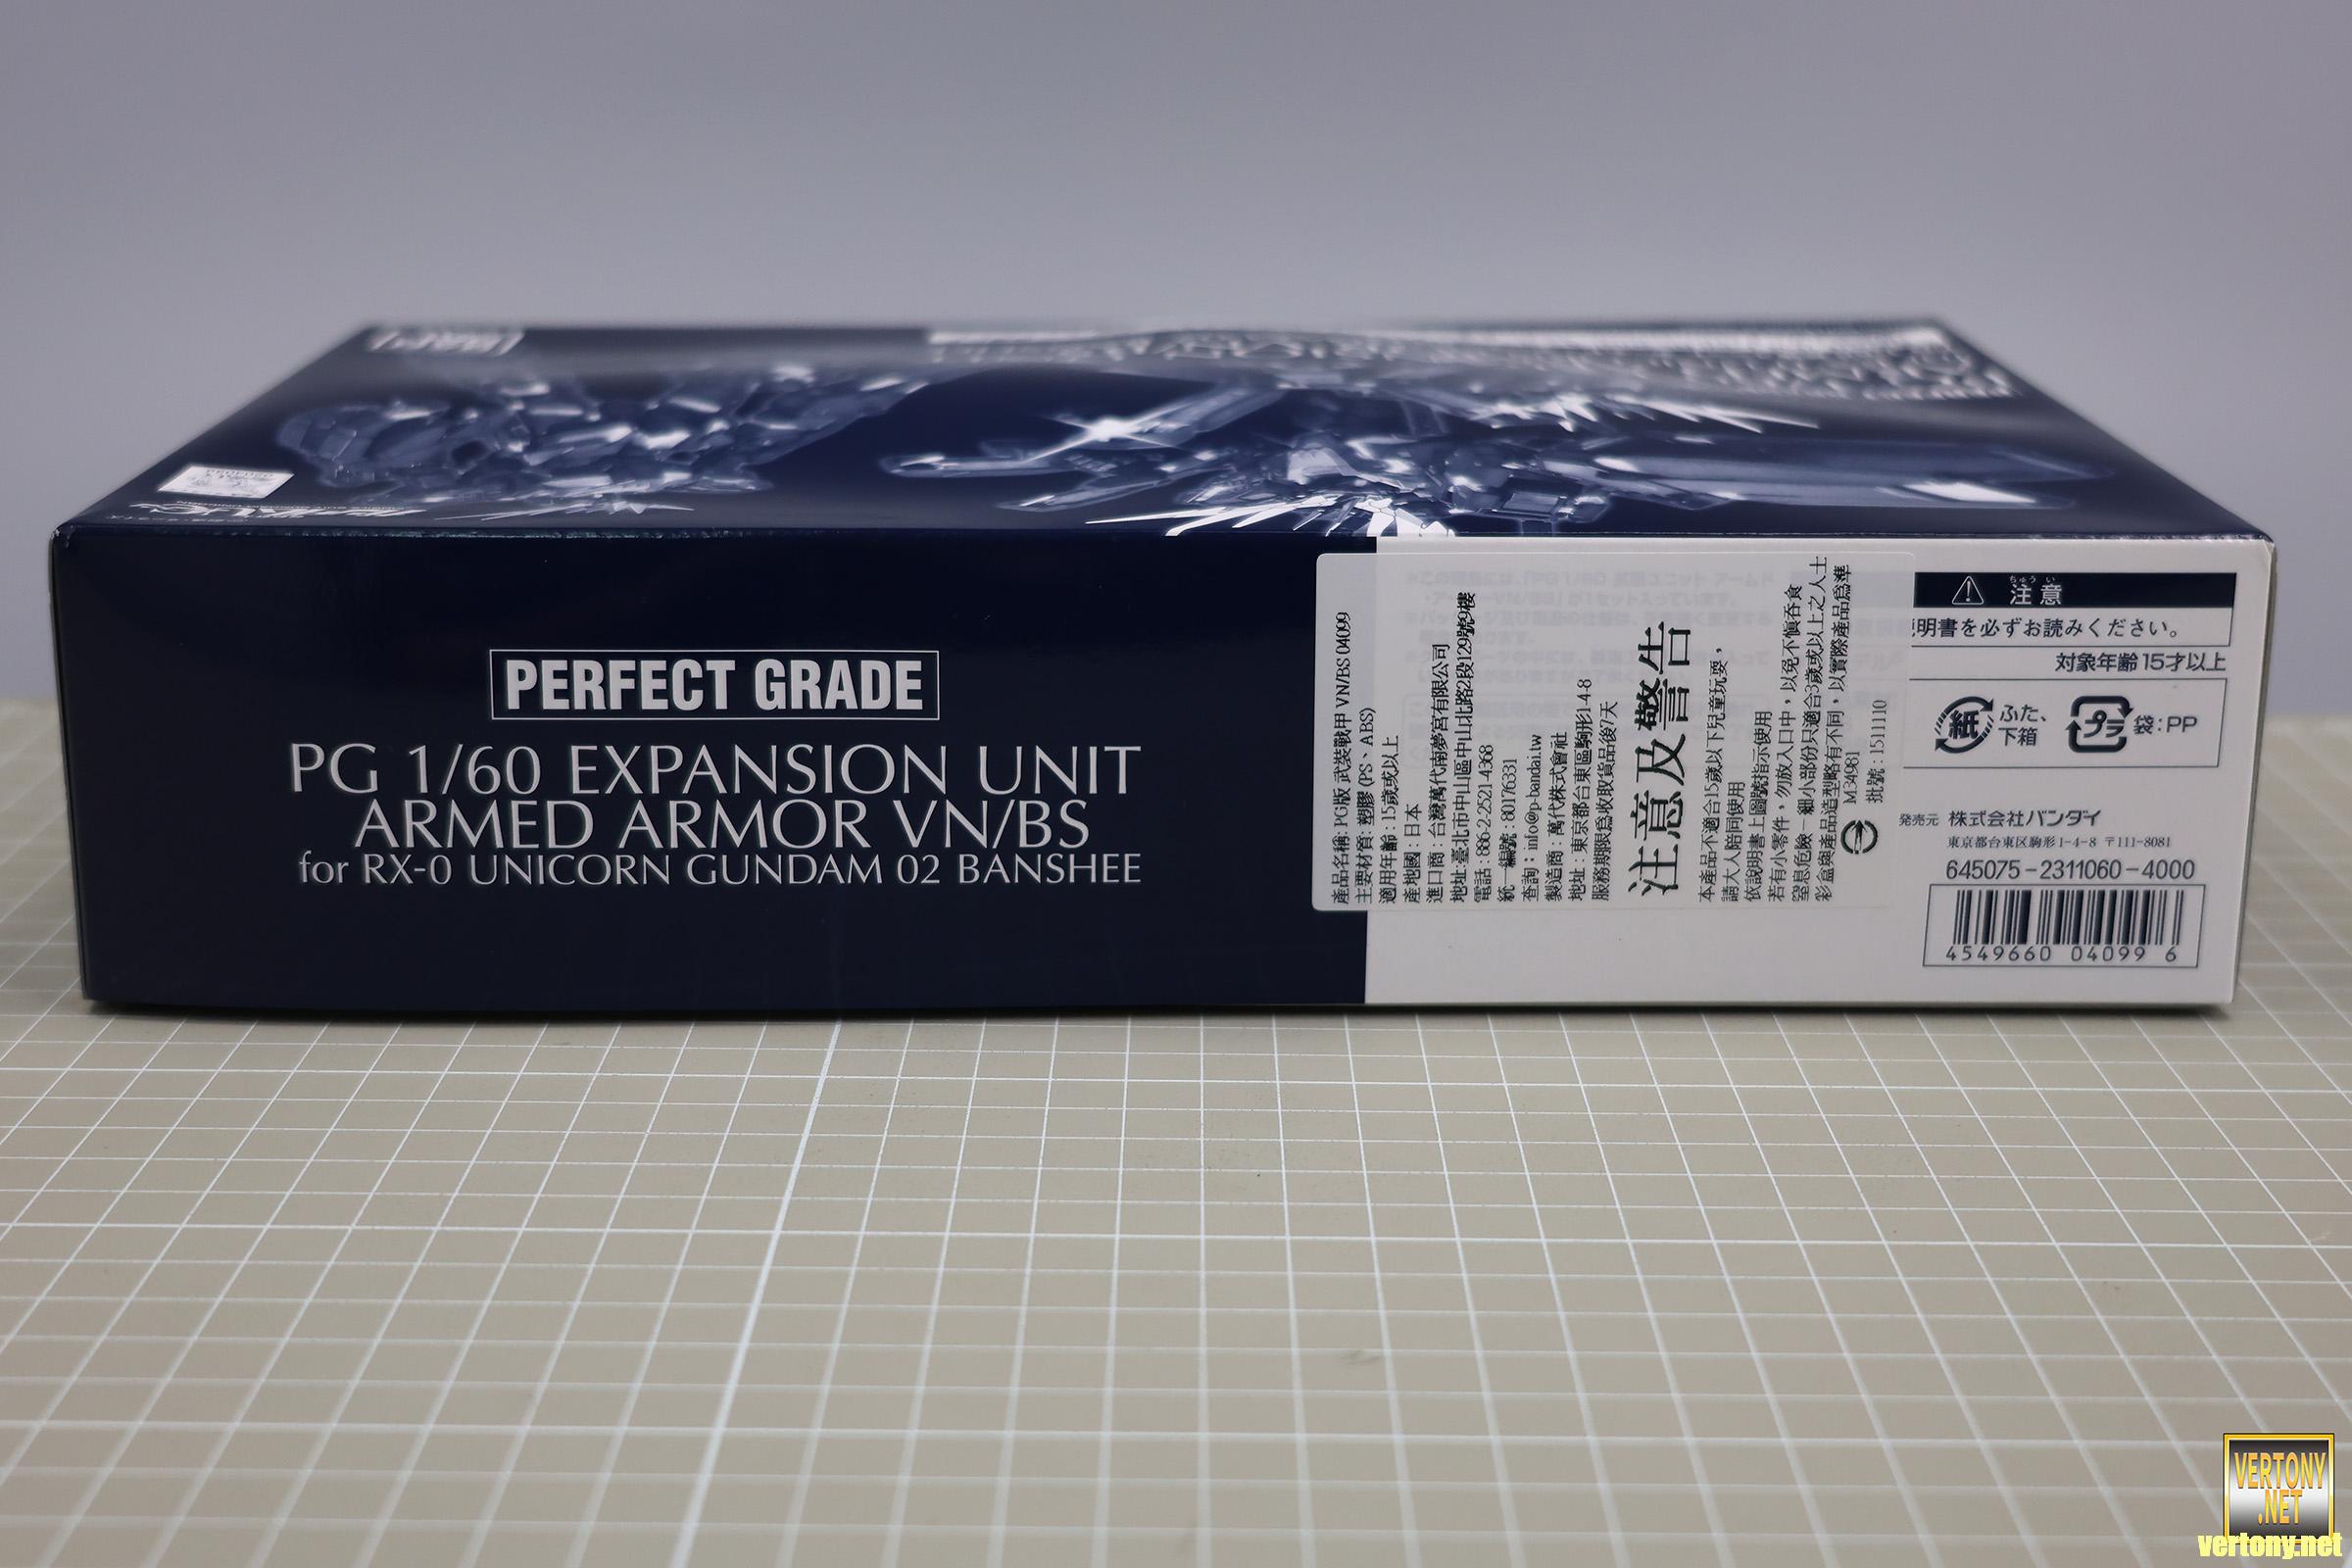 PERFECT GRADE
PG 1/60 EXPANSION UNIT
ARMED ARMOR VN/BS
for RX-0 UNICORN GUNDAM 02 BANSHEE
產品名稱: PG版 武装戰甲 VN/BS 04099
主要材質: 塑膠 (PS、ABS)
適用年齡: 15歲或以上
產地國: 日本
進口商: 台灣萬代南夢宮有限公司
地址: 臺北市中山區中山北路2段129號9樓
電話: 886-2-2521-4368
統一編號: 80176331
查詢: info@p-bandai.tw
製造商: 萬代株式會社
地址: 東京都台東區駒形1-4-8
服務期限為收取貨品後7天
注意及警告
本產品不適合15歲以下兒童玩耍，
請大人陪同使用
依說明書上圖號指示使用
若有小零件，勿放入口中，以免不慎吞食
窒息危險—細小部份只適合3歲或以上之人士
彩盒與產品造型略有不同，以實際產品為準
M34981
批號: 1511110
ちゅうい
注意
明書を必ずお読みください。
対象年齢15才以上
紙
ふた、
下箱
プラ
袋:PP
発売元 株式会社バンダイ
東京都台東区駒形1-4-8 〒111-8081
645075-2311060-4000
4549660 04099 6
VERTONY
.NET
vertony.net